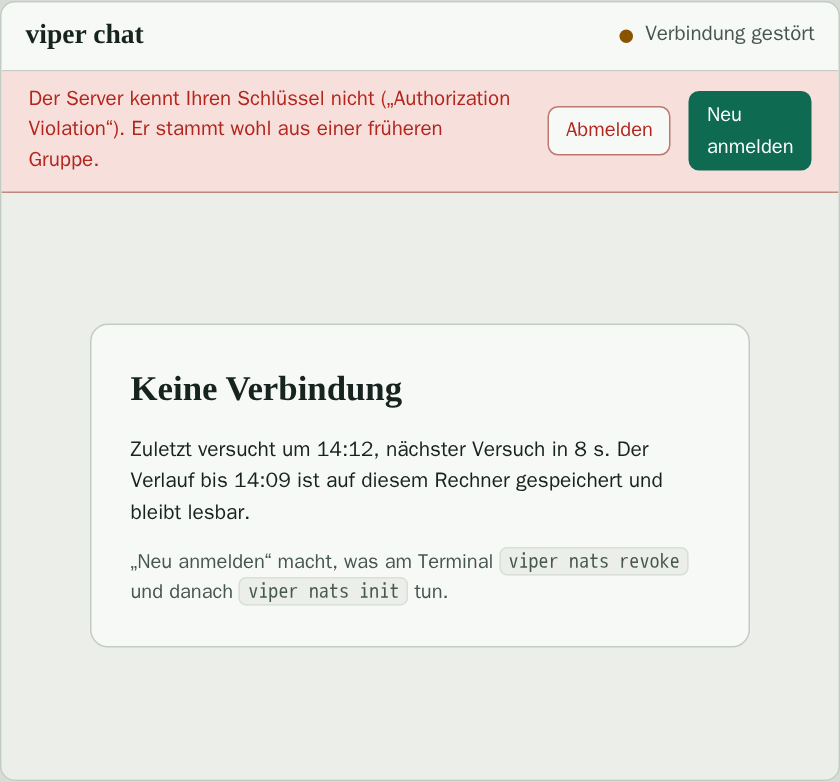 viper chat
Verbindung gestört
Der Server kennt Ihren Schlüssel nicht („Authorization
Violation“). Er stammt wohl aus einer früheren
Gruppe.
Abmelden
Neu
anmelden
Keine Verbindung
Zuletzt versucht um 14:12, nächster Versuch in 8 s. Der
Verlauf bis 14:09 ist auf diesem Rechner gespeichert und
bleibt lesbar.
„Neu anmelden“ macht, was am Terminal viper nats revoke
und danach viper nats init tun.